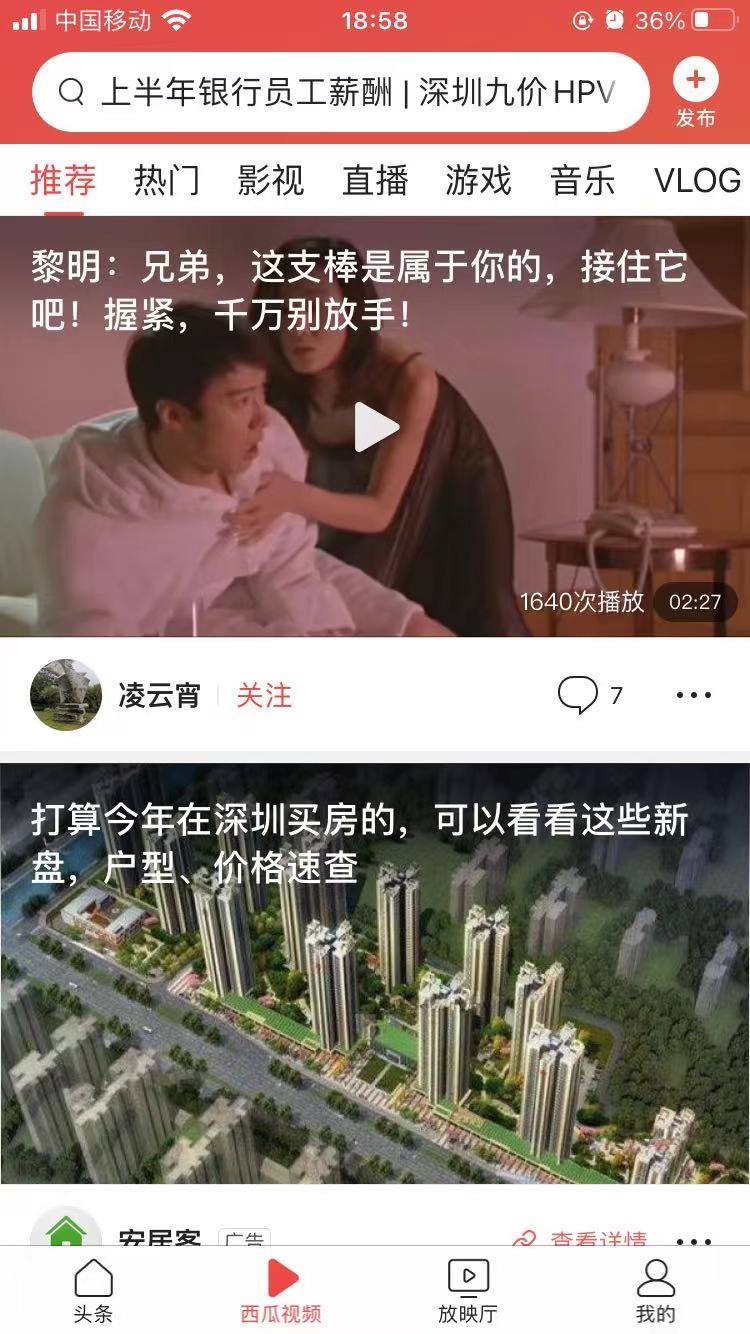 中国移动 18:58 36%
上半年银行员工薪酬 | 深圳九价HPV
发布
推荐 热门 影视 直播 游戏 音乐 VLOG
黎明：兄弟，这支棒是属于你的，接住它
吧！握紧，千万别放手！
1640次播放 02:27
凌云宵 关注 7
打算今年在深圳买房的，可以看看这些新
盘，户型、价格速查
安居客 广告 查看详情
头条 西瓜视频 放映厅 我的